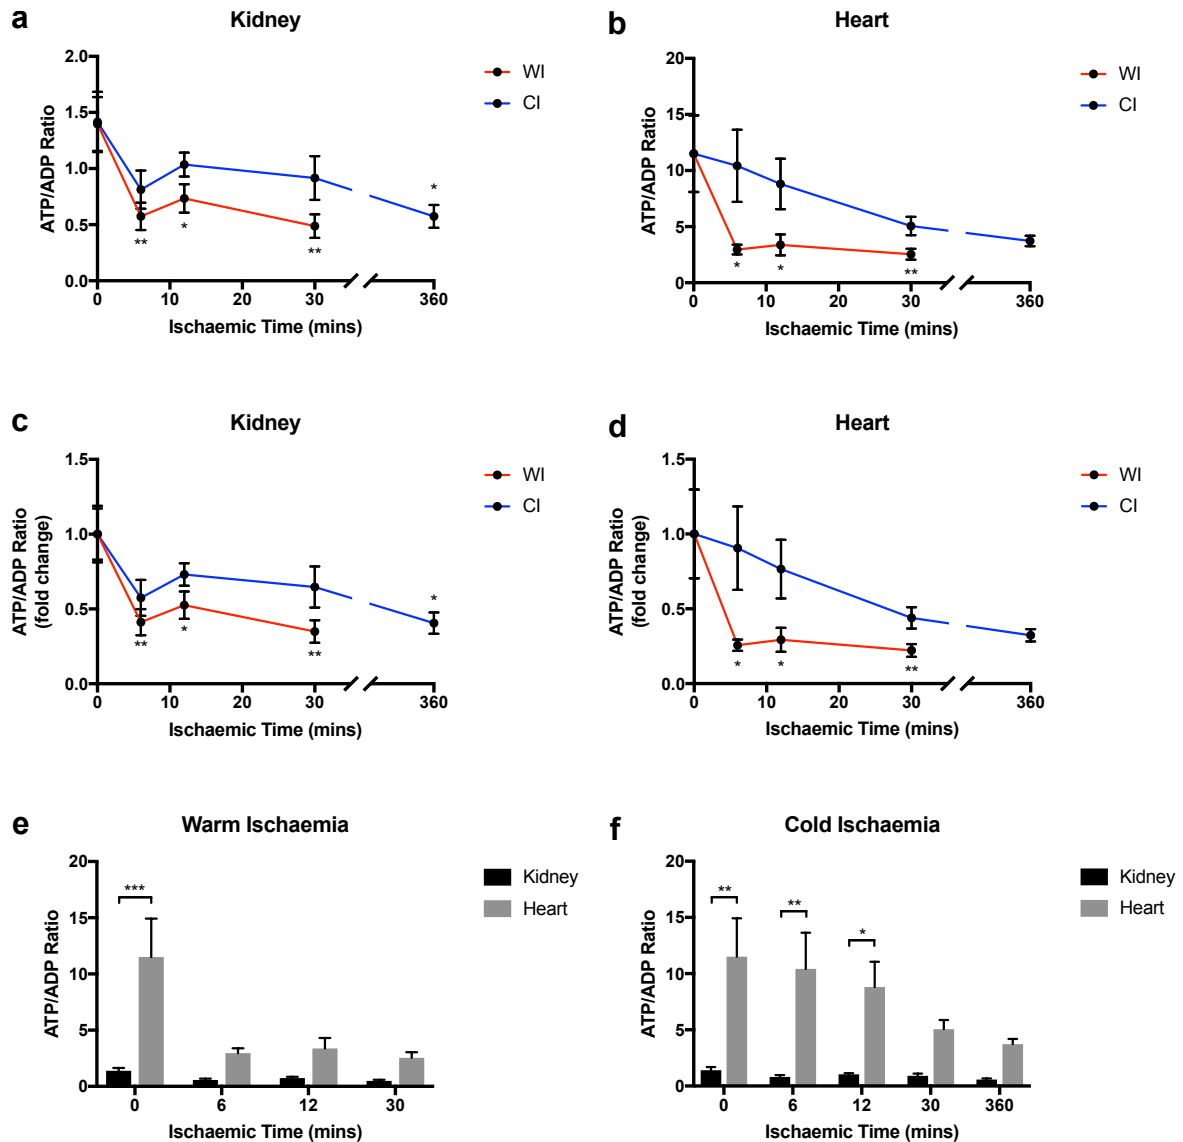 a
Kidney
ATP/ADP Ratio
2.0
1.5
1.0
0.5
0.0
**
*
**
*
0
10
20
30
360
Ischaemic Time (mins)
WI
CI
b
Heart
ATP/ADP Ratio
20
15
10
5
0
*
*
**
0
10
20
30
360
Ischaemic Time (mins)
WI
CI
c
Kidney
ATP/ADP Ratio
(fold change)
1.5
1.0
0.5
0.0
**
*
**
*
0
10
20
30
360
Ischaemic Time (mins)
WI
CI
d
Heart
ATP/ADP Ratio
(fold change)
1.5
1.0
0.5
0.0
*
*
**
0
10
20
30
360
Ischaemic Time (mins)
WI
CI
e
Warm Ischaemia
ATP/ADP Ratio
20
15
10
5
0
***
0
6
12
30
Ischaemic Time (mins)
Kidney
Heart
f
Cold Ischaemia
ATP/ADP Ratio
20
15
10
5
0
**
**
*
0
6
12
30
360
Ischaemic Time (mins)
Kidney
Heart